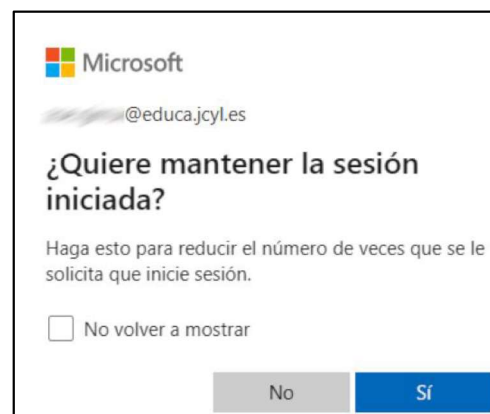 Microsoft
@educa.jcyl.es
¿Quiere mantener la sesión
iniciada?
Haga esto para reducir el número de veces que se le
solicita que inicie sesión.
No volver a mostrar
No
Sí